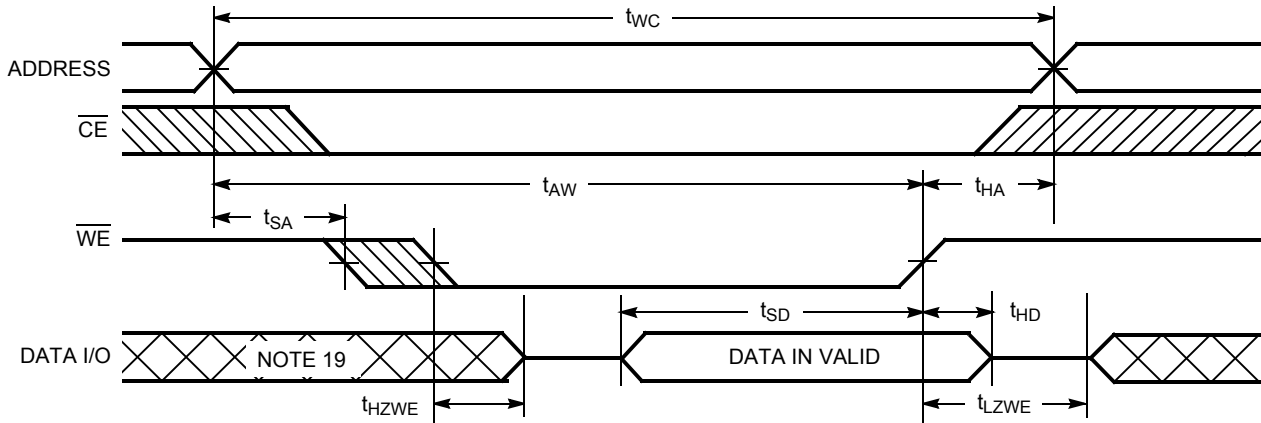 tWC
ADDRESS
CE
tAW
tHA
tSA
WE
tSD
tHD
DATA I/O
NOTE 19
DATA IN VALID
tHZWE
tLZWE